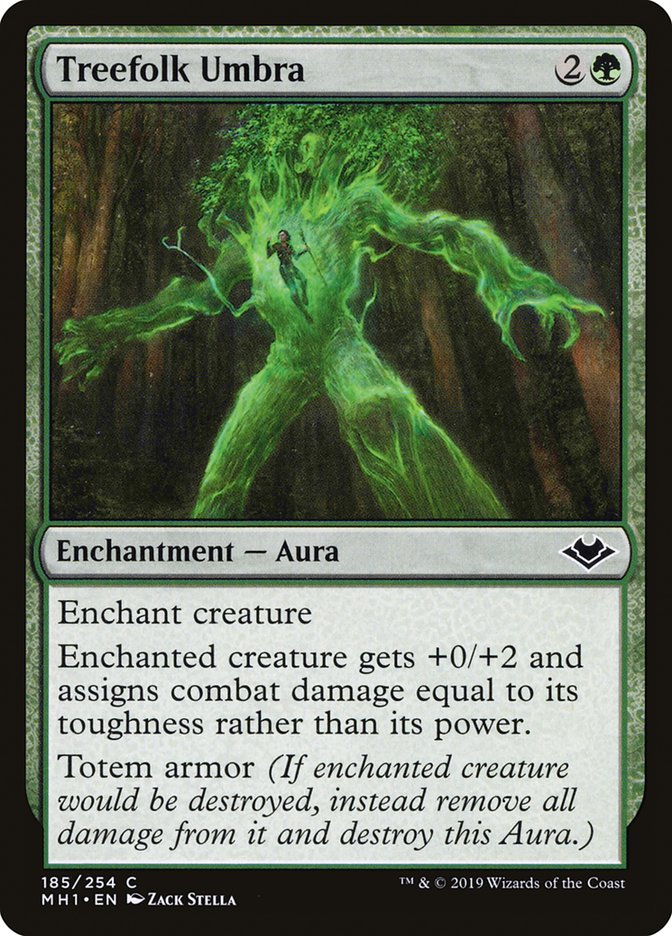 Treefolk Umbra 2
Enchantment — Aura
Enchant creature
Enchanted creature gets +0/+2 and
assigns combat damage equal to its
toughness rather than its power.
Totem armor (If enchanted creature
would be destroyed, instead remove all
damage from it and destroy this Aura.)
185/254 C
™ & © 2019 Wizards of the Coast
MH1 • EN Zack Stella